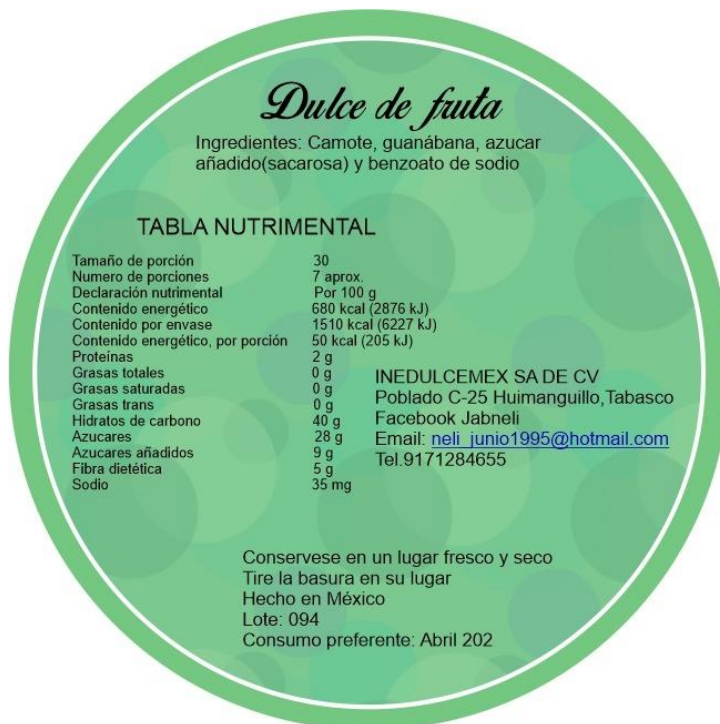 Dulce de fruta
Ingredientes: Camote, guanábana, azucar
añadido(sacarosa) y benzoato de sodio
TABLA NUTRIMENTAL
Tamaño de porción 30
Numero de porciones 7 aprox.
Declaración nutrimental Por 100 g
Contenido energético 680 kcal (2876 kJ)
Contenido por envase 1510 kcal (6227 kJ)
Contenido energético, por porción 50 kcal (205 kJ)
Proteínas 2 g
Grasas totales 0 g
Grasas saturadas 0 g
Grasas trans 0 g
Hidratos de carbono 40 g
Azucares 28 g
Azucares añadidos 9 g
Fibra dietética 5 g
Sodio 35 mg
INEDULCEMEX SA DE CV
Poblado C-25 Huimanguillo,Tabasco
Facebook Jabneli
Email: neli_junio1995@hotmail.com
Tel.9171284655
Conservese en un lugar fresco y seco
Tire la basura en su lugar
Hecho en México
Lote: 094
Consumo preferente: Abril 202